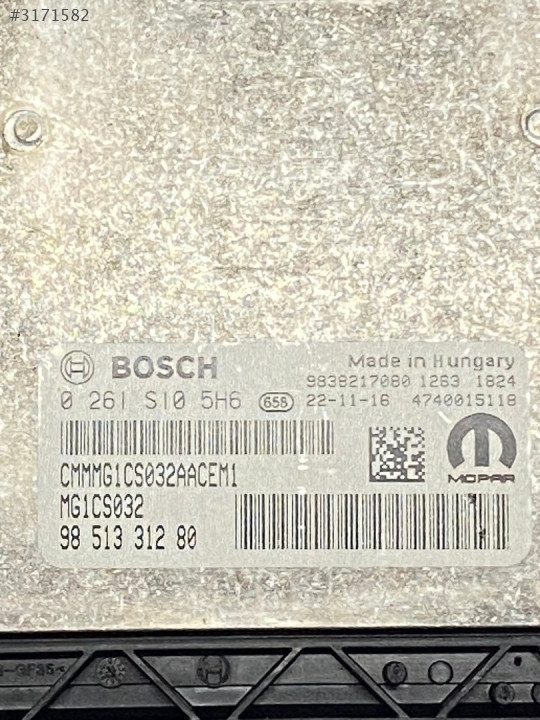 #3171582
BOSCH
Made in Hungary
9838217080 1263 1824
0 261 S10 5H6 658 22-11-16 4740015118
CMMMG1CS032AACEM1
MOPAR
MG1CS032
98 513 312 80